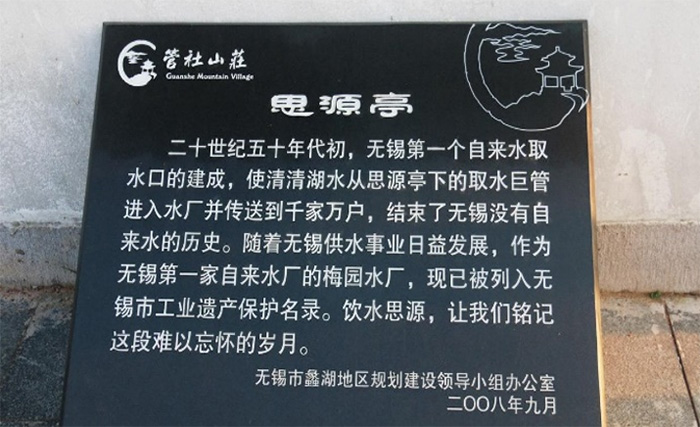 管社山莊
Guanshe Mountain Village
思源亭
二十世纪五十年代初，无锡第一个自来水取
水口的建成，使清清湖水从思源亭下的取水巨管
进入水厂并传送到千家万户，结束了无锡没有自
来水的历史。随着无锡供水事业日益发展，作为
无锡第一家自来水厂的梅园水厂，现已被列入无
锡市工业遗产保护名录。饮水思源，让我们铭记
这段难以忘怀的岁月。
无锡市蠡湖地区规划建设领导小组办公室
二〇〇八年九月